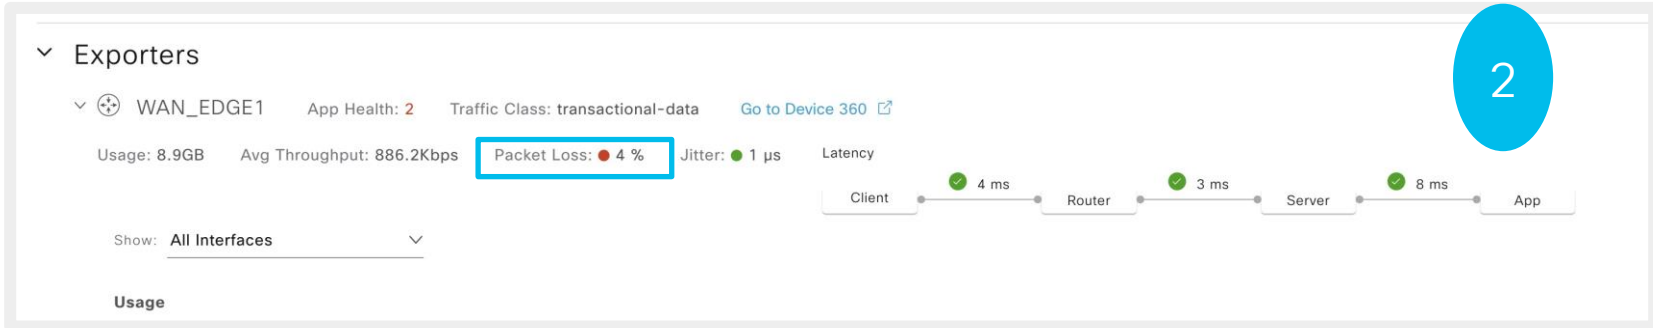 2
Exporters
WAN_EDGE1 App Health: 2 Traffic Class: transactional-data Go to Device 360
Usage: 8.9GB Avg Throughput: 886.2Kbps Packet Loss: 4 % Jitter: 1 µs Latency
4 ms 3 ms 8 ms
Client Router Server App
Show: All Interfaces
Usage